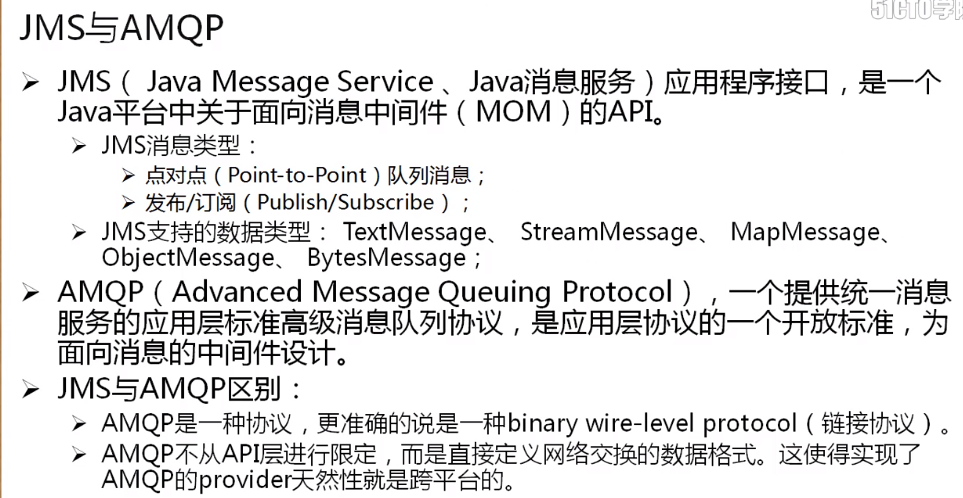 51CTO学院
JMS与AMQP
➢ JMS（ Java Message Service 、Java消息服务）应用程序接口，是一个
Java平台中关于面向消息中间件（MOM）的API。
➢ JMS消息类型：
➢ 点对点（Point-to-Point）队列消息；
➢ 发布/订阅（Publish/Subscribe）；
➢ JMS支持的数据类型： TextMessage、 StreamMessage、 MapMessage、
ObjectMessage、 BytesMessage；
➢ AMQP（Advanced Message Queuing Protocol），一个提供统一消息
服务的应用层标准高级消息队列协议，是应用层协议的一个开放标准，为
面向消息的中间件设计。
➢ JMS与AMQP区别：
➢ AMQP是一种协议，更准确的说是一种binary wire-level protocol（链接协议）。
➢ AMQP不从API层进行限定，而是直接定义网络交换的数据格式。这使得实现了
AMQP的provider天然性就是跨平台的。